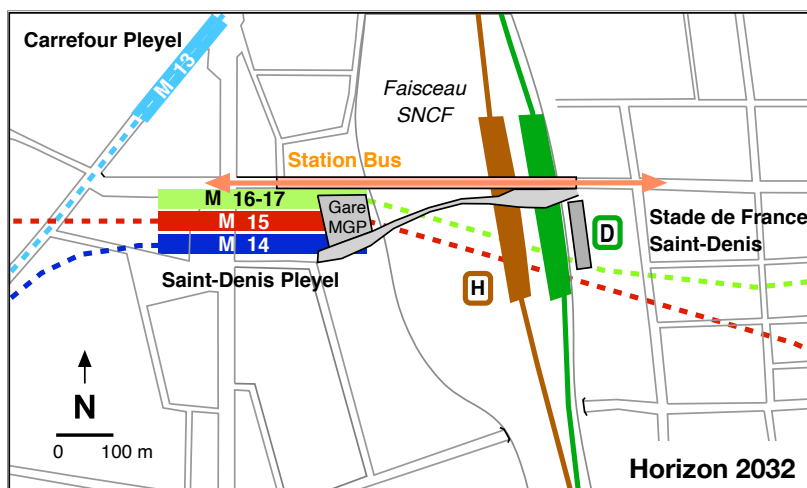 Carrefour Pleyel
M 13
Faisceau
SNCF
Station Bus
M 16-17
M 15
M 14
Gare
MGP
Saint-Denis Pleyel
H
D
Stade de France
Saint-Denis
N
0 100 m
Horizon 2032